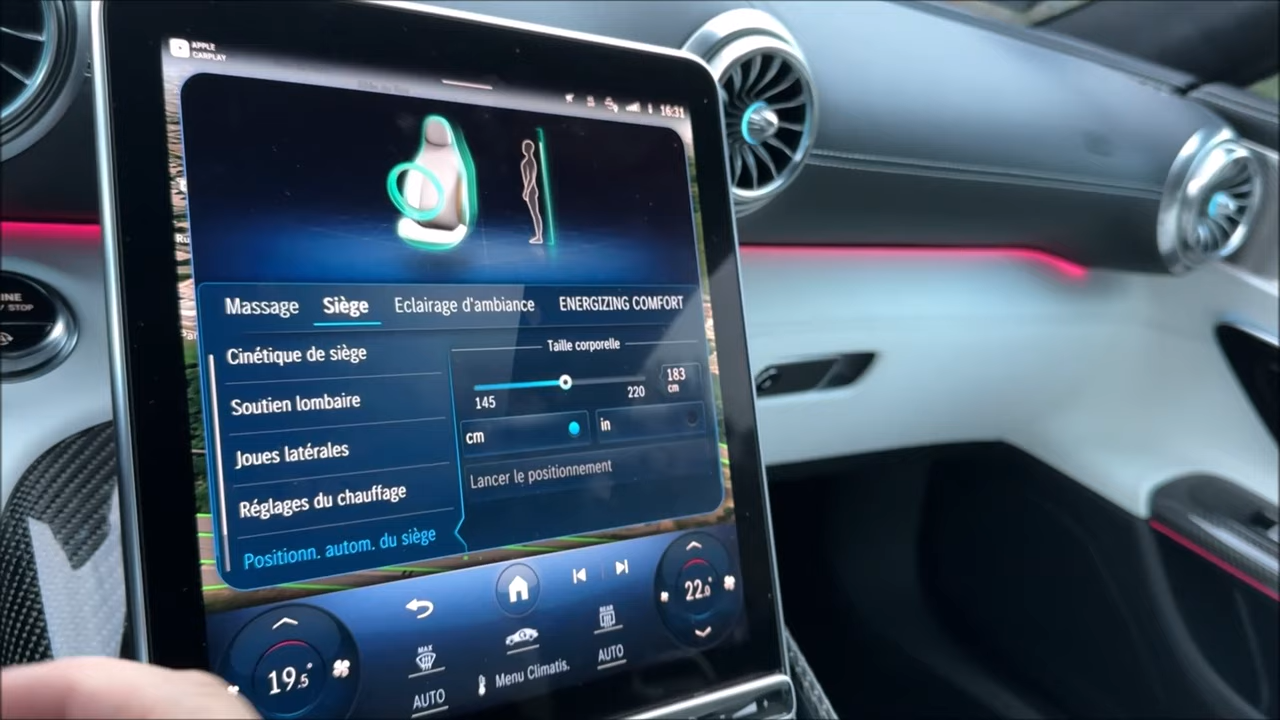 APPLE
CARPLAY
16:31
Massage
Siège
Eclairage d'ambiance
ENERGIZING COMFORT
Cinétique de siège
Soutien lombaire
Joues latérales
Réglages du chauffage
Positionn. autom. du siège
Taille corporelle
145
220
183
cm
cm
in
Lancer le positionnement
MAX
AUTO
Menu Climatis.
REAR
AUTO
19.5°
22.0°
STOP